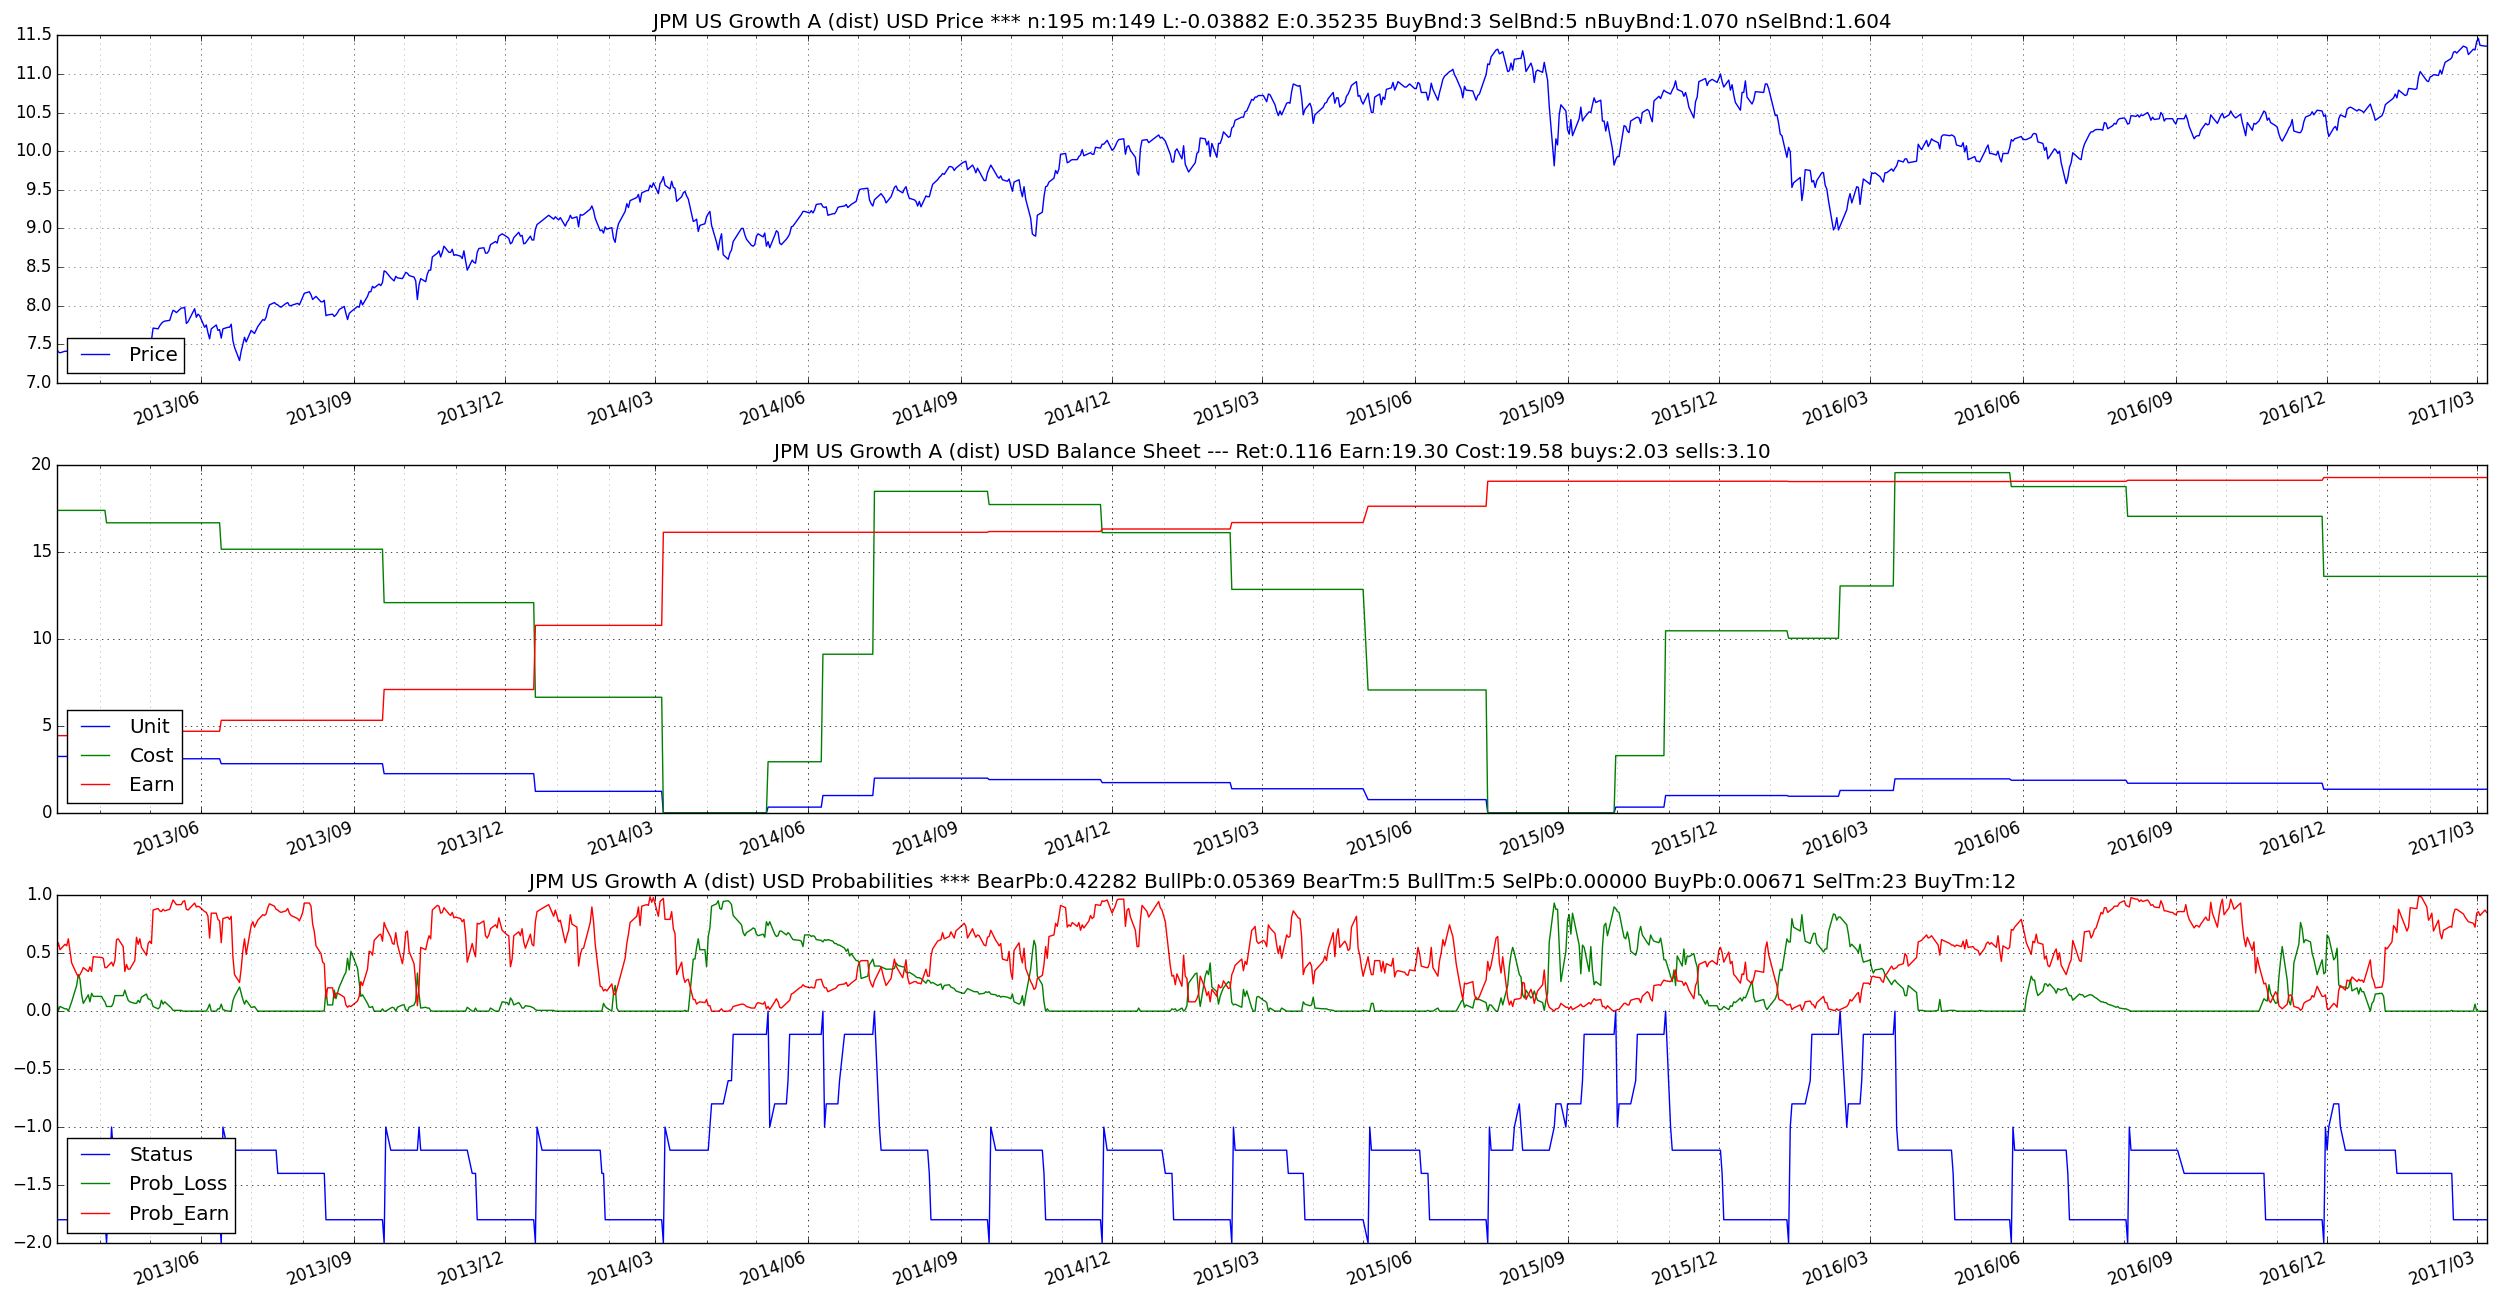 JPM US Growth A (dist) USD Price *** n:195 m:149 L:-0.03882 E:0.35235 BuyBnd:3 SelBnd:5 nBuyBnd:1.070 nSelBnd:1.604
11.5
11.0
10.5
10.0
9.5
9.0
8.5
8.0
7.5
7.0
Price
2013/06 2013/09 2013/12 2014/03 2014/06 2014/09 2014/12 2015/03 2015/06 2015/09 2015/12 2016/03 2016/06 2016/09 2016/12 2017/03
JPM US Growth A (dist) USD Balance Sheet --- Ret:0.116 Earn:19.30 Cost:19.58 buys:2.03 sells:3.10
20
15
10
5
0
Unit
Cost
Earn
2013/06 2013/09 2013/12 2014/03 2014/06 2014/09 2014/12 2015/03 2015/06 2015/09 2015/12 2016/03 2016/06 2016/09 2016/12 2017/03
JPM US Growth A (dist) USD Probabilities *** BearPb:0.42282 BullPb:0.05369 BearTm:5 BullTm:5 SelPb:0.00000 BuyPb:0.00671 SelTm:23 BuyTm:12
1.0
0.5
0.0
−0.5
−1.0
−1.5
−2.0
Status
Prob_Loss
Prob_Earn
2013/06 2013/09 2013/12 2014/03 2014/06 2014/09 2014/12 2015/03 2015/06 2015/09 2015/12 2016/03 2016/06 2016/09 2016/12 2017/03